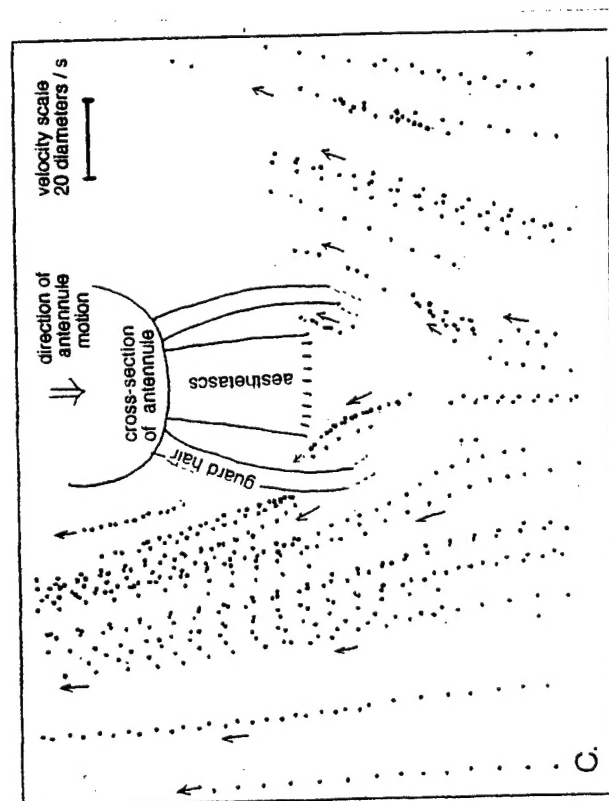 velocity scale
20 diameters / s
direction of
antennule
motion
cross-section
of antennule
aesthetascs
guard hair
C.